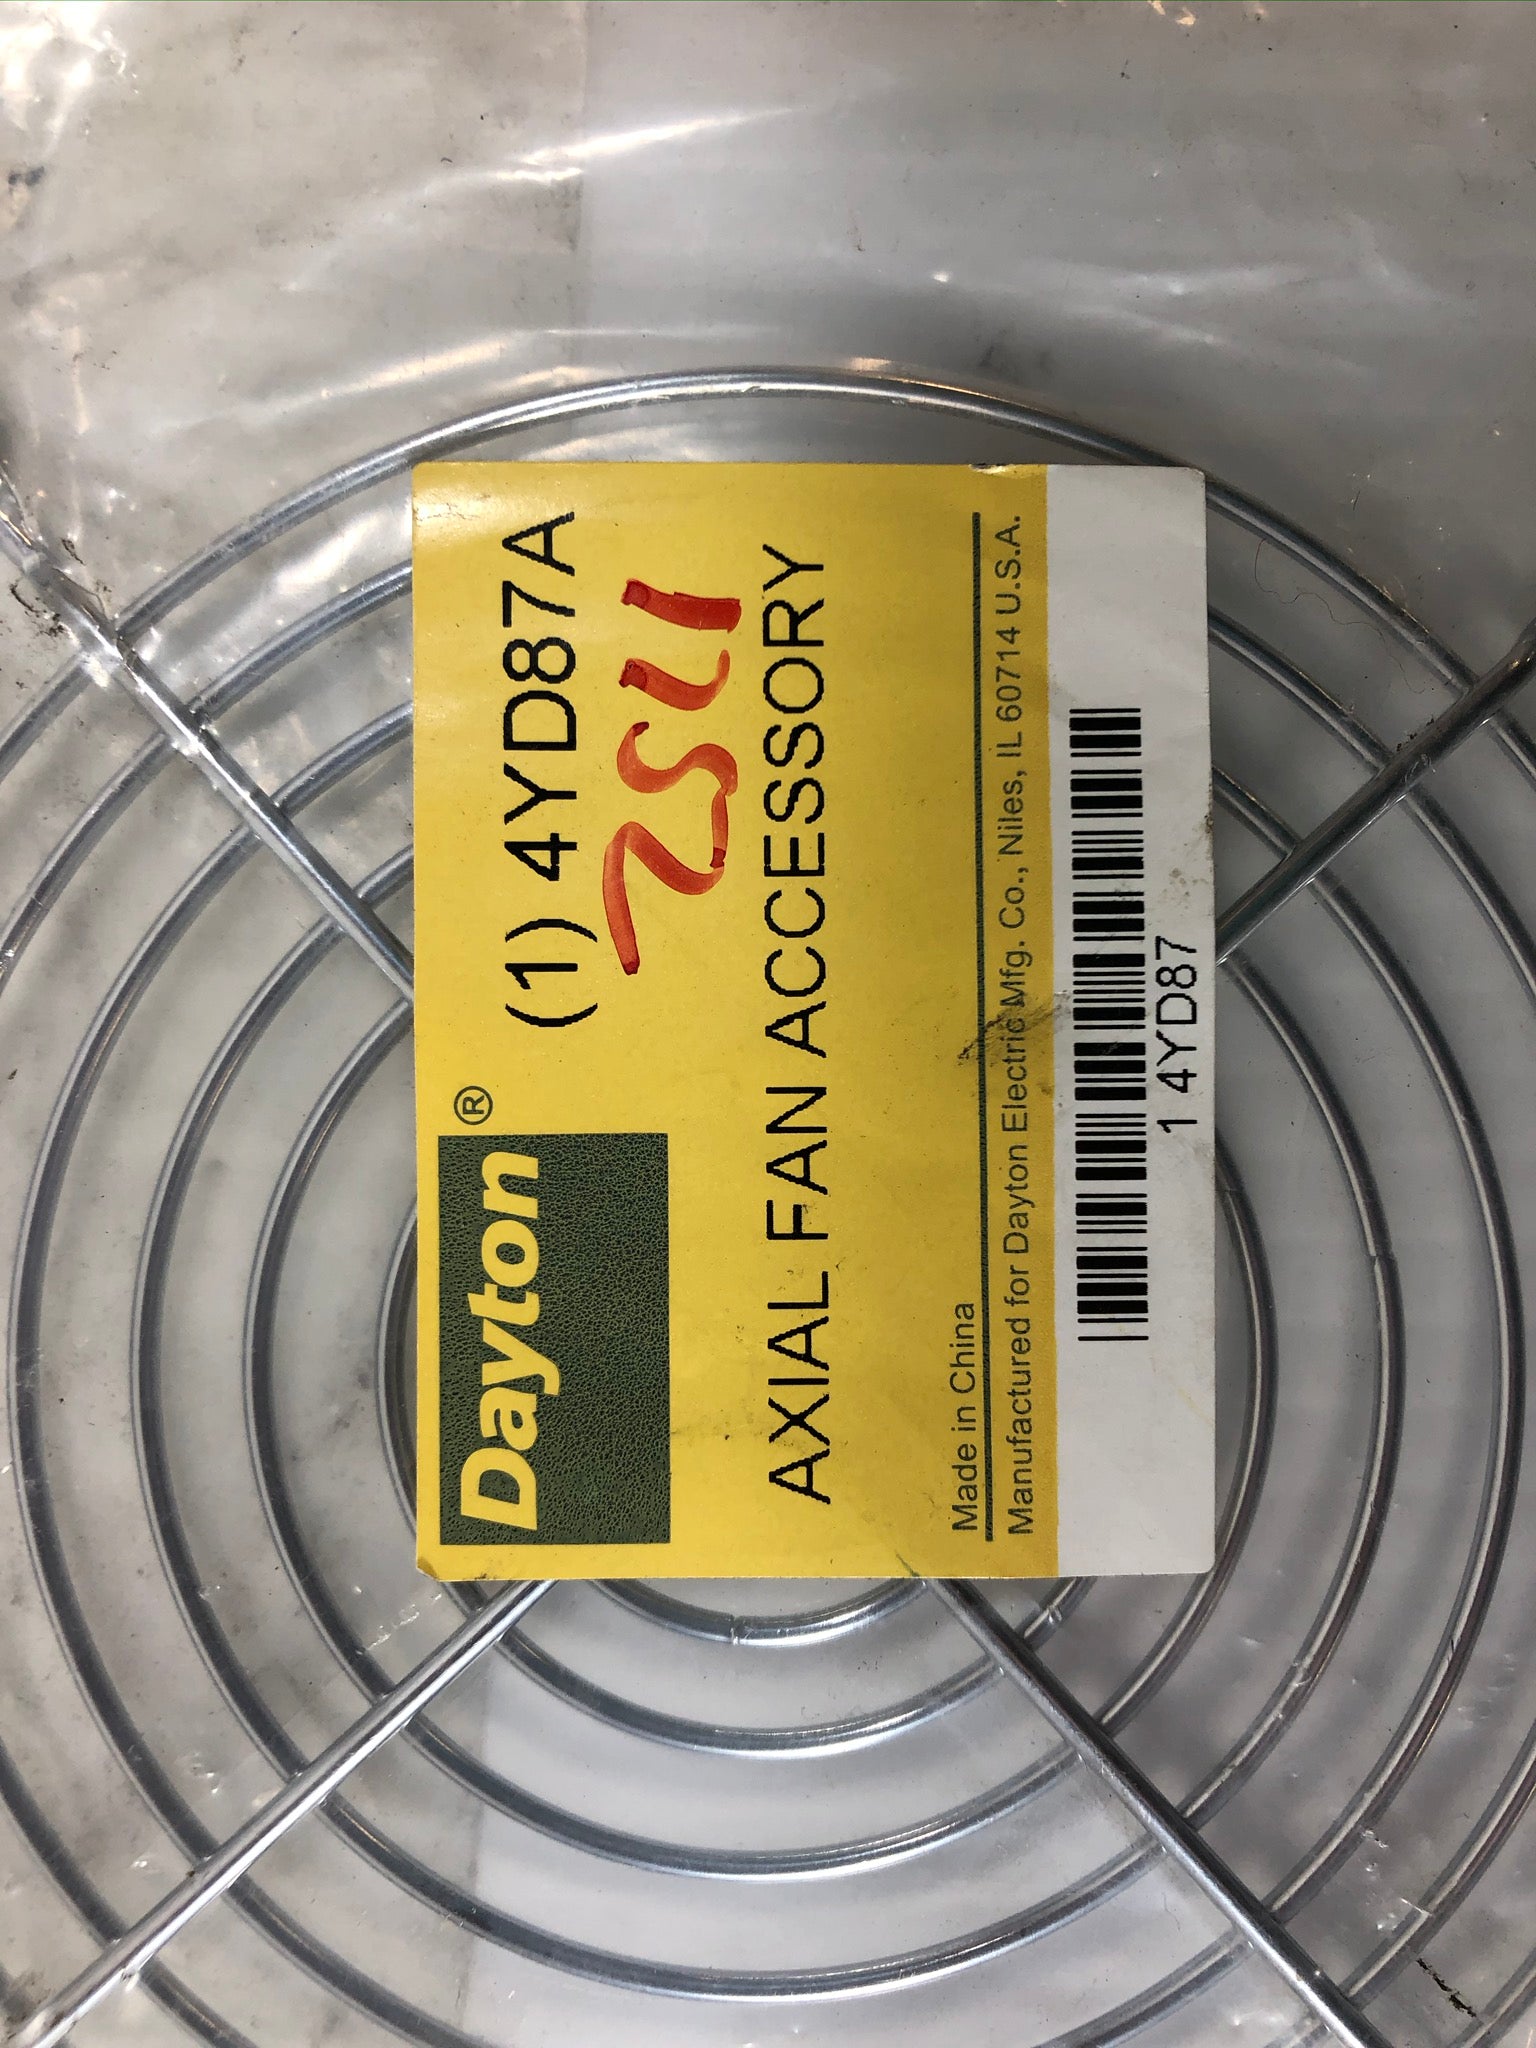 Dayton® (1) 4YD87A
AXIAL FAN ACCESSORY
Made in China
Manufactured for Dayton Electric Mfg. Co., Niles, IL 60714 U.S.A.
1 4YD87